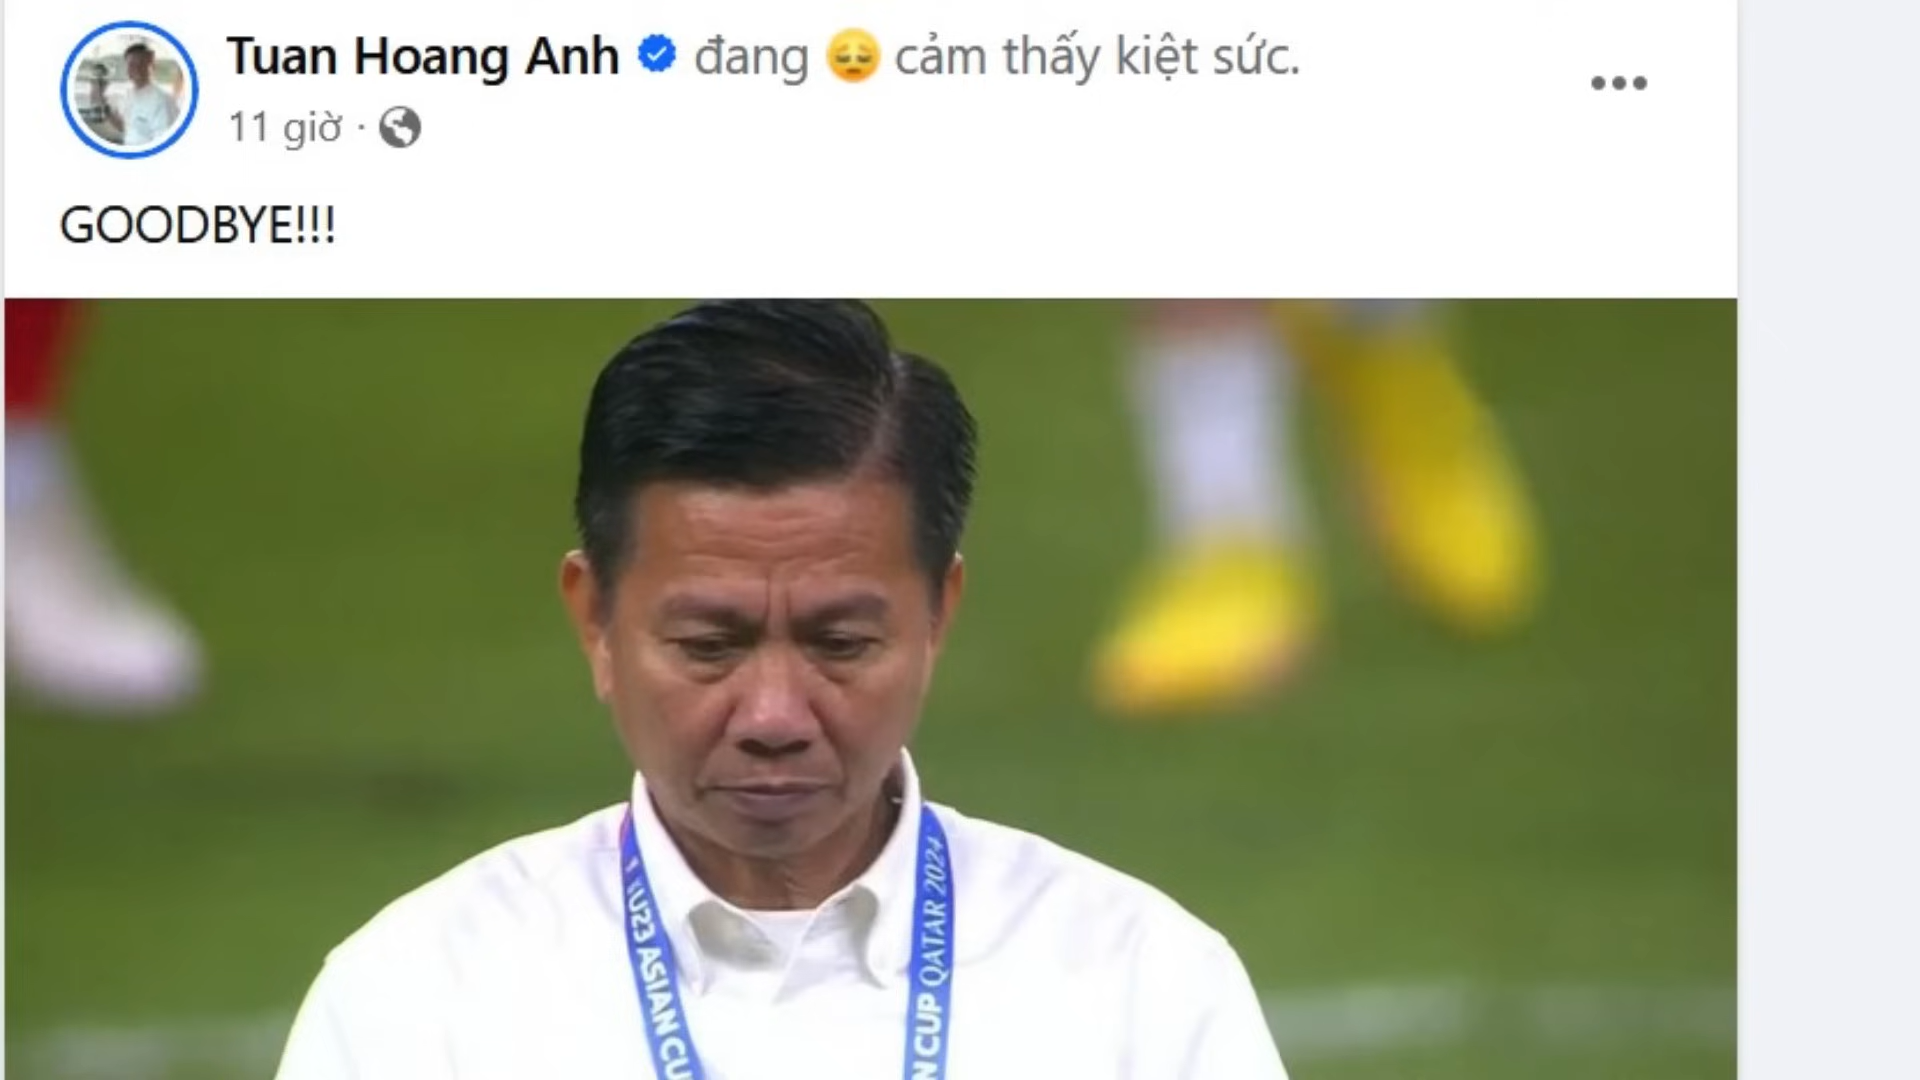 Tuan Hoang Anh đang 😔 cảm thấy kiệt sức.
11 giờ ·
GOODBYE!!!
U23 ASIAN CU
N CUP QATAR 2024